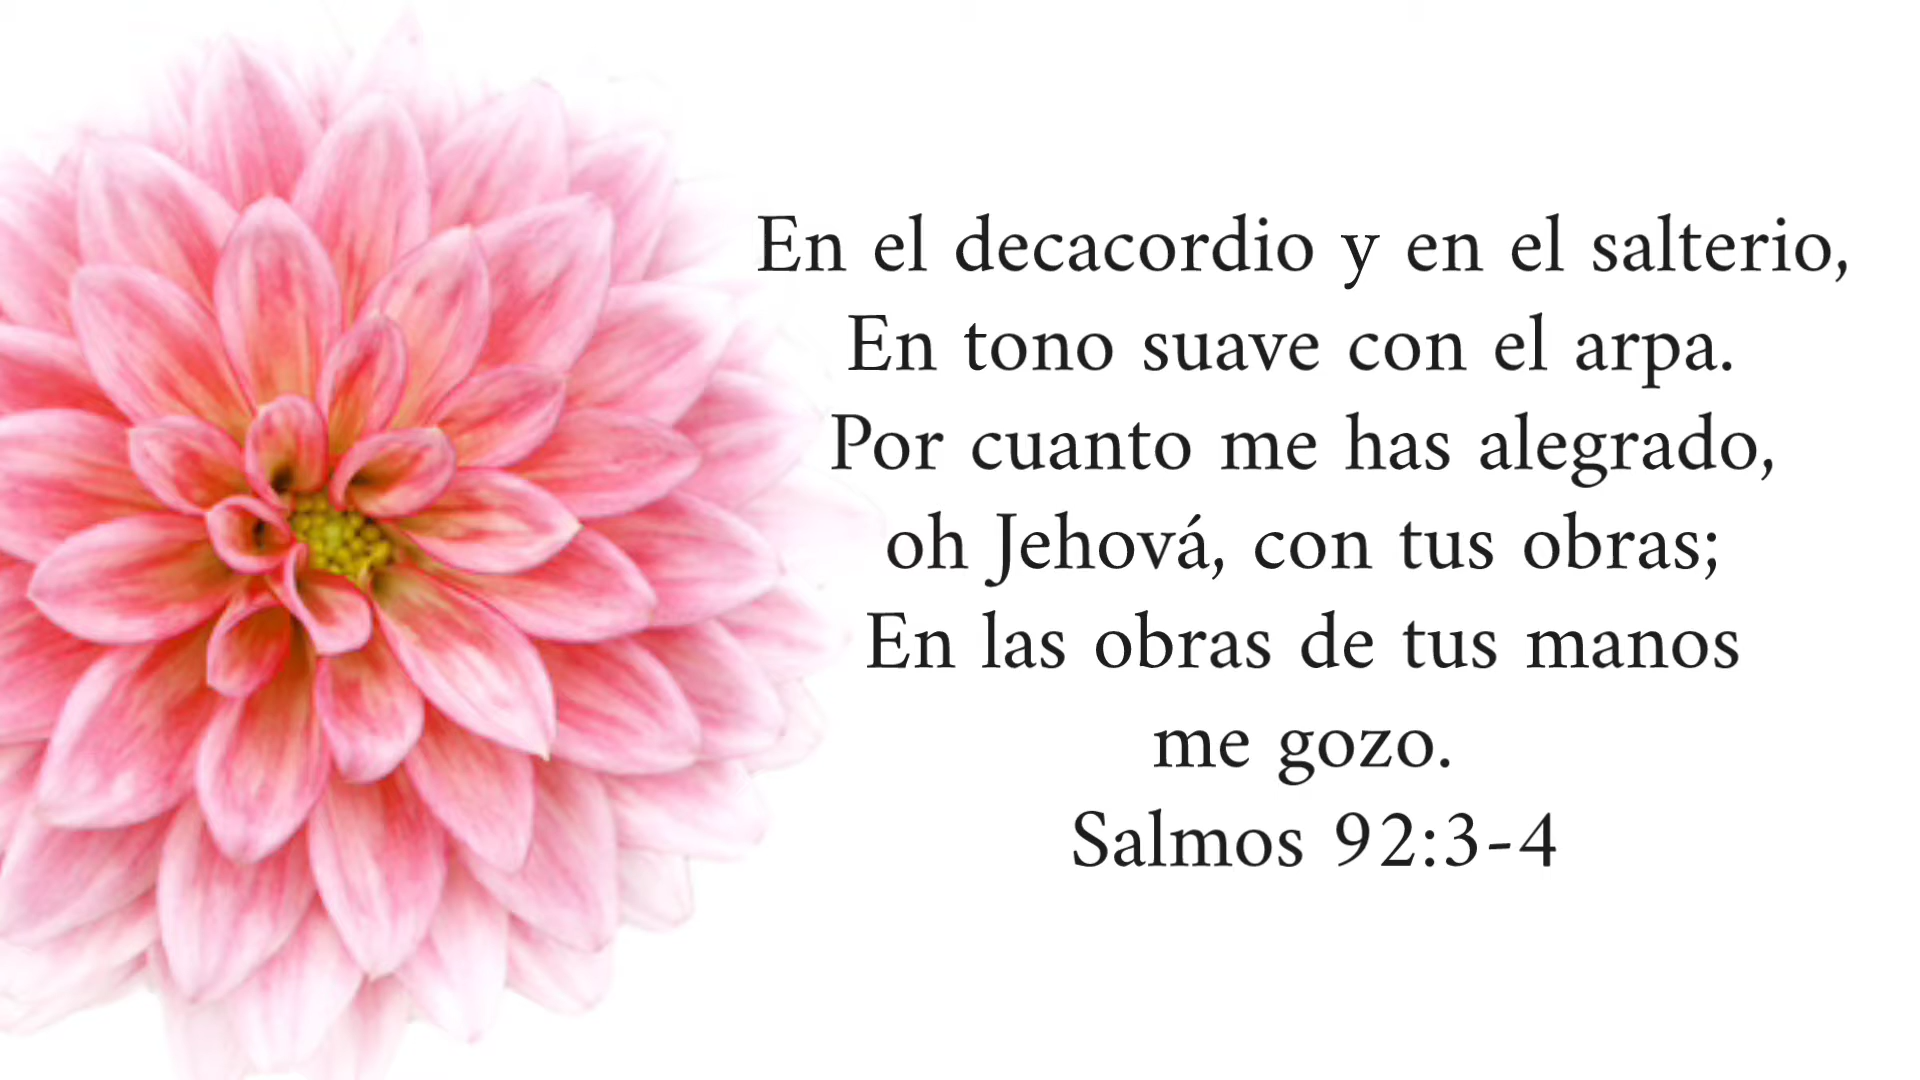 En el decacordio y en el salterio,
En tono suave con el arpa.
Por cuanto me has alegrado,
oh Jehová, con tus obras;
En las obras de tus manos
me gozo.
Salmos 92:3-4